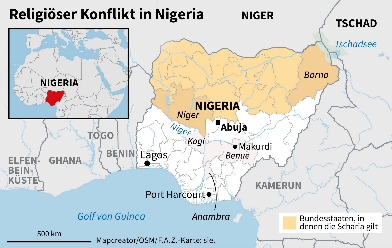 Religiöser Konflikt in Nigeria
NIGER
TSCHAD
Tschadsee
NIGERIA
Borno
Niger
NIGERIA
Abuja
Niger
Kogi
Makurdi
Benue
TOGO
BENIN
GHANA
ELFEN-
BEIN-
KÜSTE
Lagos
Port Harcourt
KAMERUN
Anambra
Golf von Guinea
Bundesstaaten, in
denen die Scharia gilt
500 km
Mapcreator/OSM/F.A.Z.-Karte: sie.